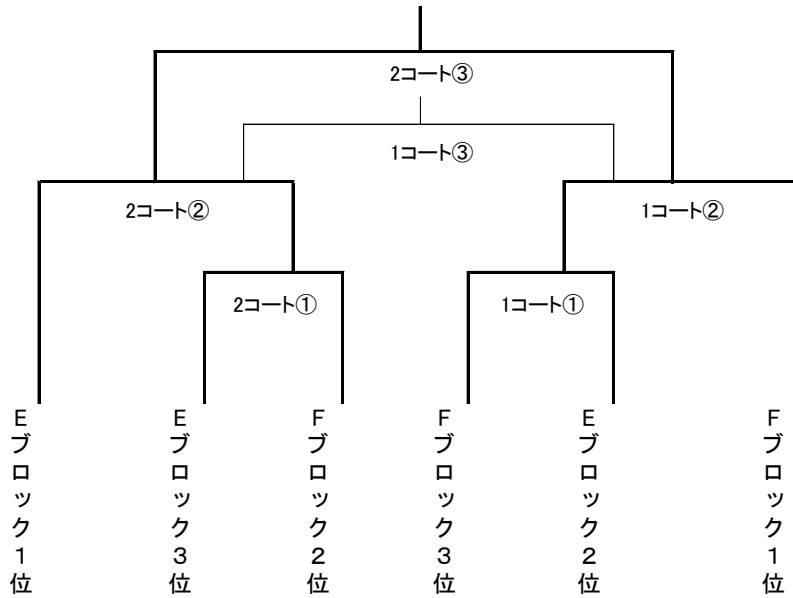 2コート③
1コート③
2コート②
1コート②
2コート①
1コート①
Eブロック1位
Eブロック3位
Fブロック2位
Fブロック3位
Eブロック2位
Fブロック1位